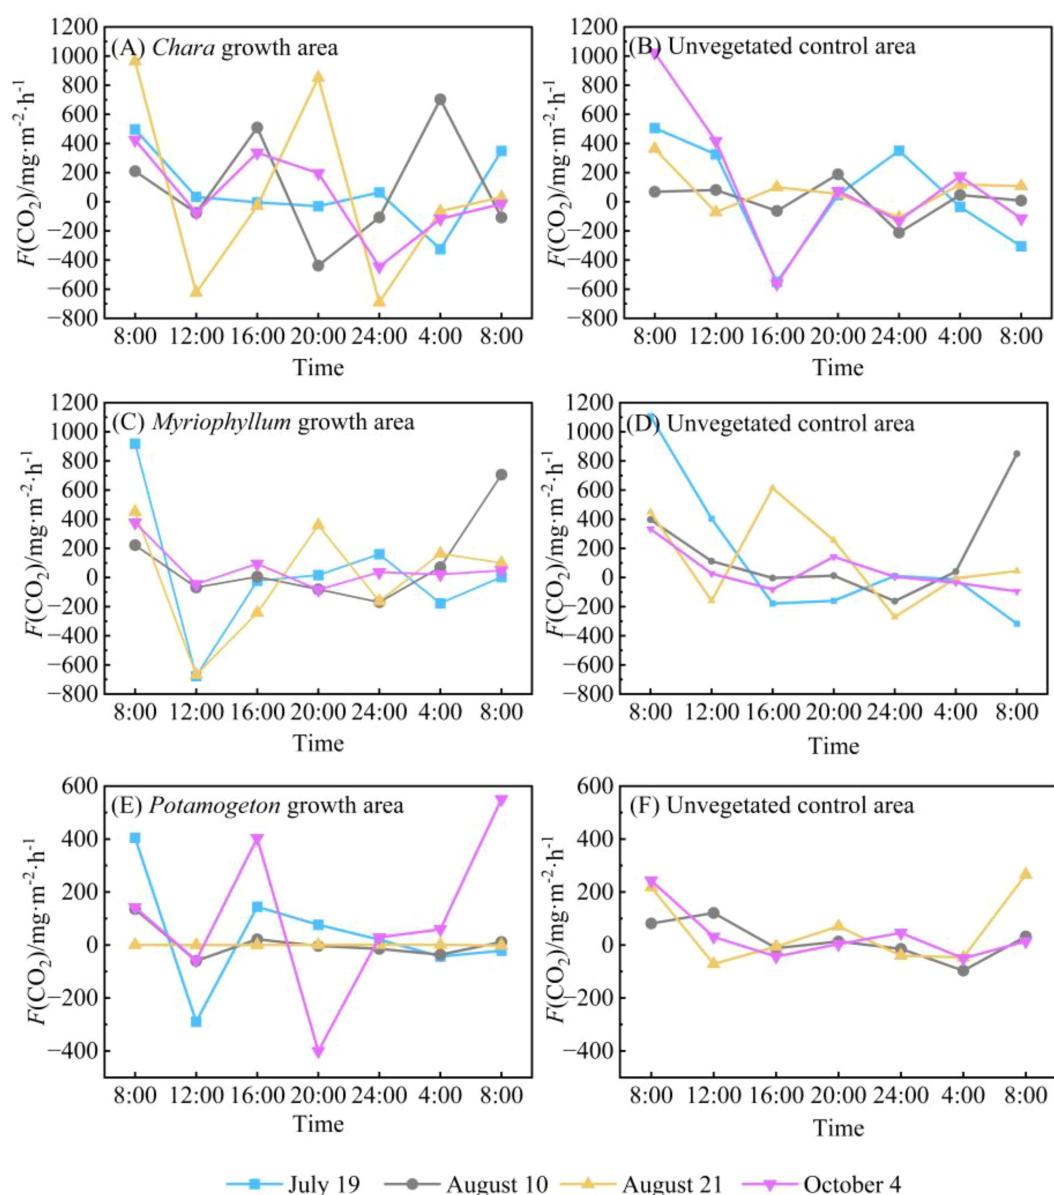 (A) Chara growth area
F(CO₂)/mg·m⁻²·h⁻¹
1200
1000
800
600
400
200
0
−200
−400
−600
−800
8:00 12:00 16:00 20:00 24:00 4:00 8:00
Time
(B) Unvegetated control area
F(CO₂)/mg·m⁻²·h⁻¹
1200
1000
800
600
400
200
0
−200
−400
−600
−800
8:00 12:00 16:00 20:00 24:00 4:00 8:00
Time
(C) Myriophyllum growth area
F(CO₂)/mg·m⁻²·h⁻¹
1200
1000
800
600
400
200
0
−200
−400
−600
−800
8:00 12:00 16:00 20:00 24:00 4:00 8:00
Time
(D) Unvegetated control area
F(CO₂)/mg·m⁻²·h⁻¹
1200
1000
800
600
400
200
0
−200
−400
−600
−800
8:00 12:00 16:00 20:00 24:00 4:00 8:00
Time
(E) Potamogeton growth area
F(CO₂)/mg·m⁻²·h⁻¹
600
400
200
0
−200
−400
8:00 12:00 16:00 20:00 24:00 4:00 8:00
Time
(F) Unvegetated control area
F(CO₂)/mg·m⁻²·h⁻¹
600
400
200
0
−200
−400
8:00 12:00 16:00 20:00 24:00 4:00 8:00
Time
July 19 August 10 August 21 October 4